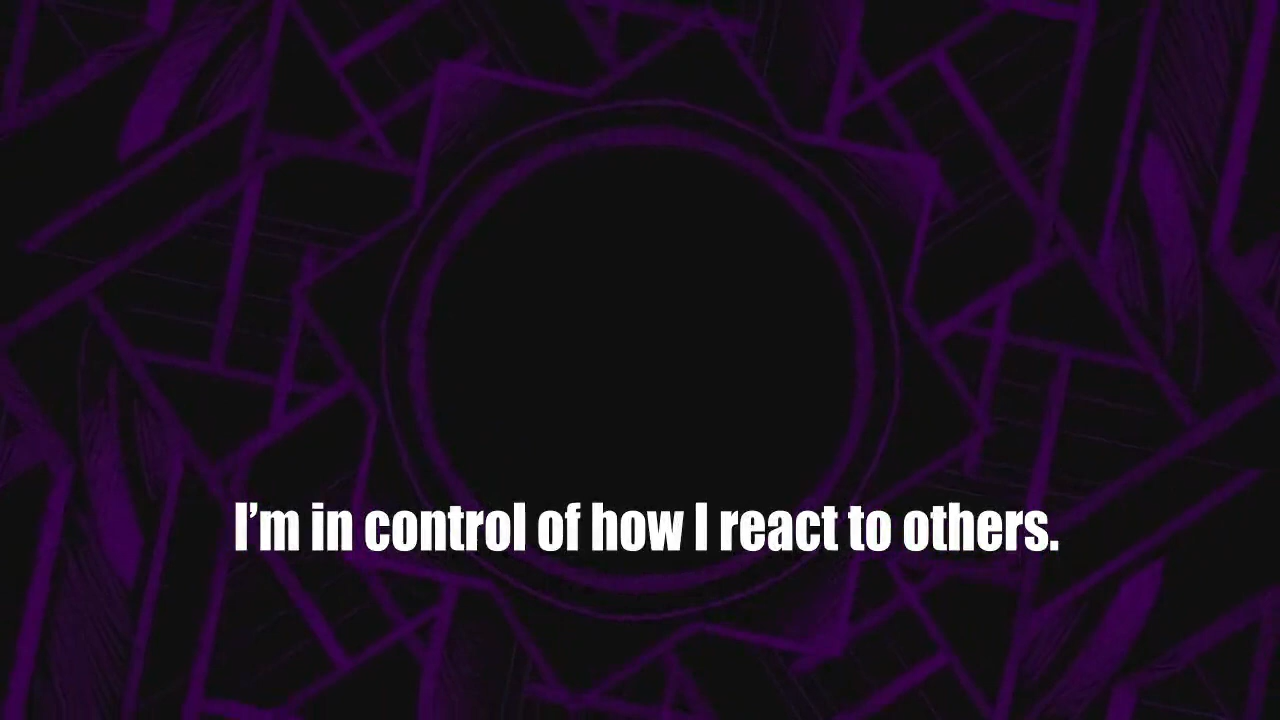 I’m in control of how I react to others.